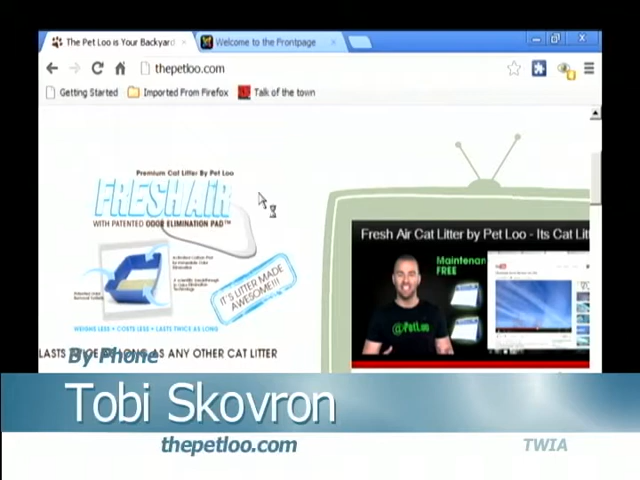 The Pet Loo is Your Backyard
Welcome to the Frontpage
thepetloo.com
Getting Started
Imported From Firefox
Talk of the town
Premium Cat Litter By Pet Loo
FRESH AiR
WITH PATENTED ODOR ELIMINATION PAD™
IT'S LITTER MADE
AWESOME!!!
WEIGHS LESS • COSTS LESS • LASTS TWICE AS LONG
LASTS TWICE AS LONG AS ANY OTHER CAT LITTER
Fresh Air Cat Litter by Pet Loo - Its Cat Litt
Maintenan
FREE
@PetLoo
By Phone
Tobi Skovron
thepetloo.com
TWIA